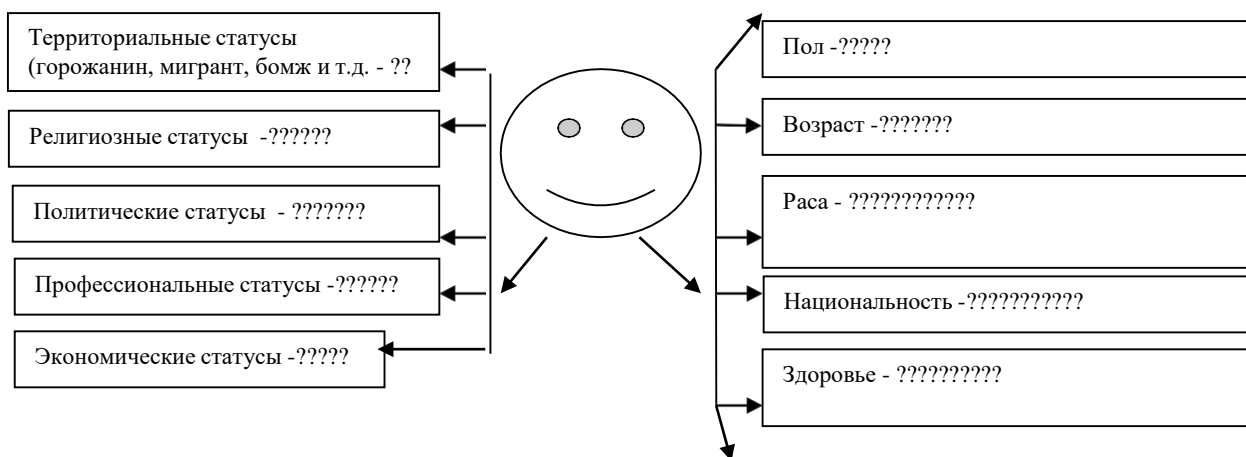 Территориальные статусы
(горожанин, мигрант, бомж и т.д. - ??
Религиозные статусы -??????
Политические статусы - ???????
Профессиональные статусы -??????
Экономические статусы -?????
Пол -?????
Возраст -???????
Раса - ????????????
Национальность -???????????
Здоровье - ??????????